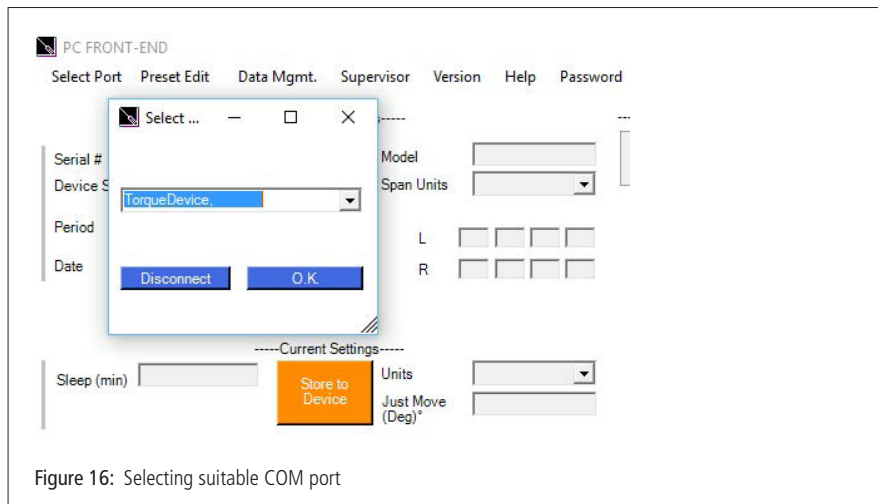 PC FRONT-END
Select Port Preset Edit Data Mgmt. Supervisor Version Help Password
Select ...
s-----
--
Serial #
Model
Device S
Span Units
TorqueDevice,
Period
L
Date
R
Disconnect O.K.
-----Current Settings-----
Sleep (min)
Store to
Device
Units
Just Move
(Deg)°
Figure 16: Selecting suitable COM port